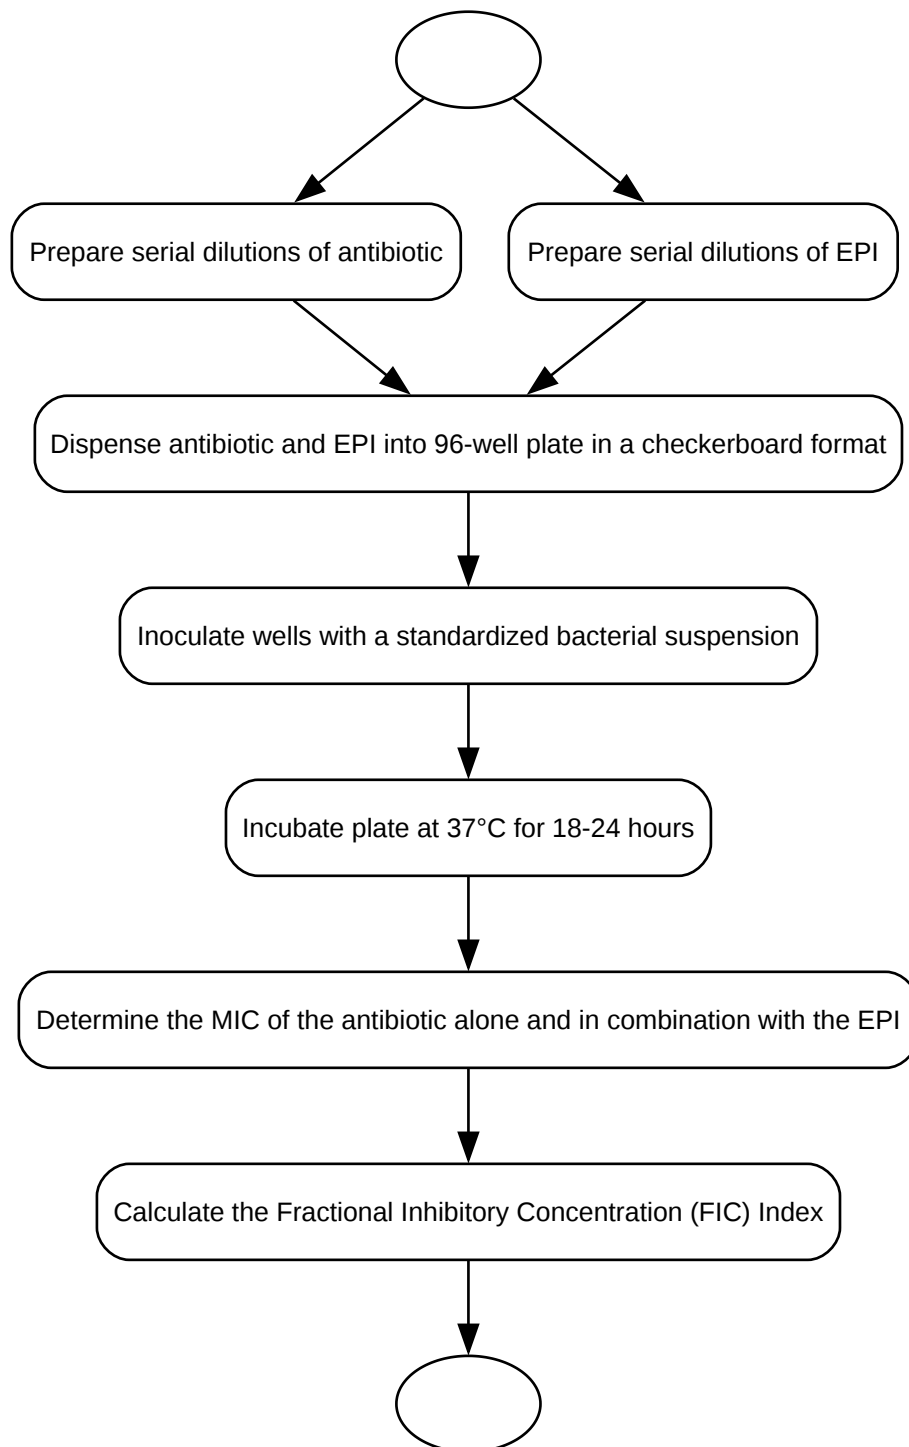 Prepare serial dilutions of antibiotic
Prepare serial dilutions of EPI
Dispense antibiotic and EPI into 96-well plate in a checkerboard format
Inoculate wells with a standardized bacterial suspension
Incubate plate at 37°C for 18-24 hours
Determine the MIC of the antibiotic alone and in combination with the EPI
Calculate the Fractional Inhibitory Concentration (FIC) Index